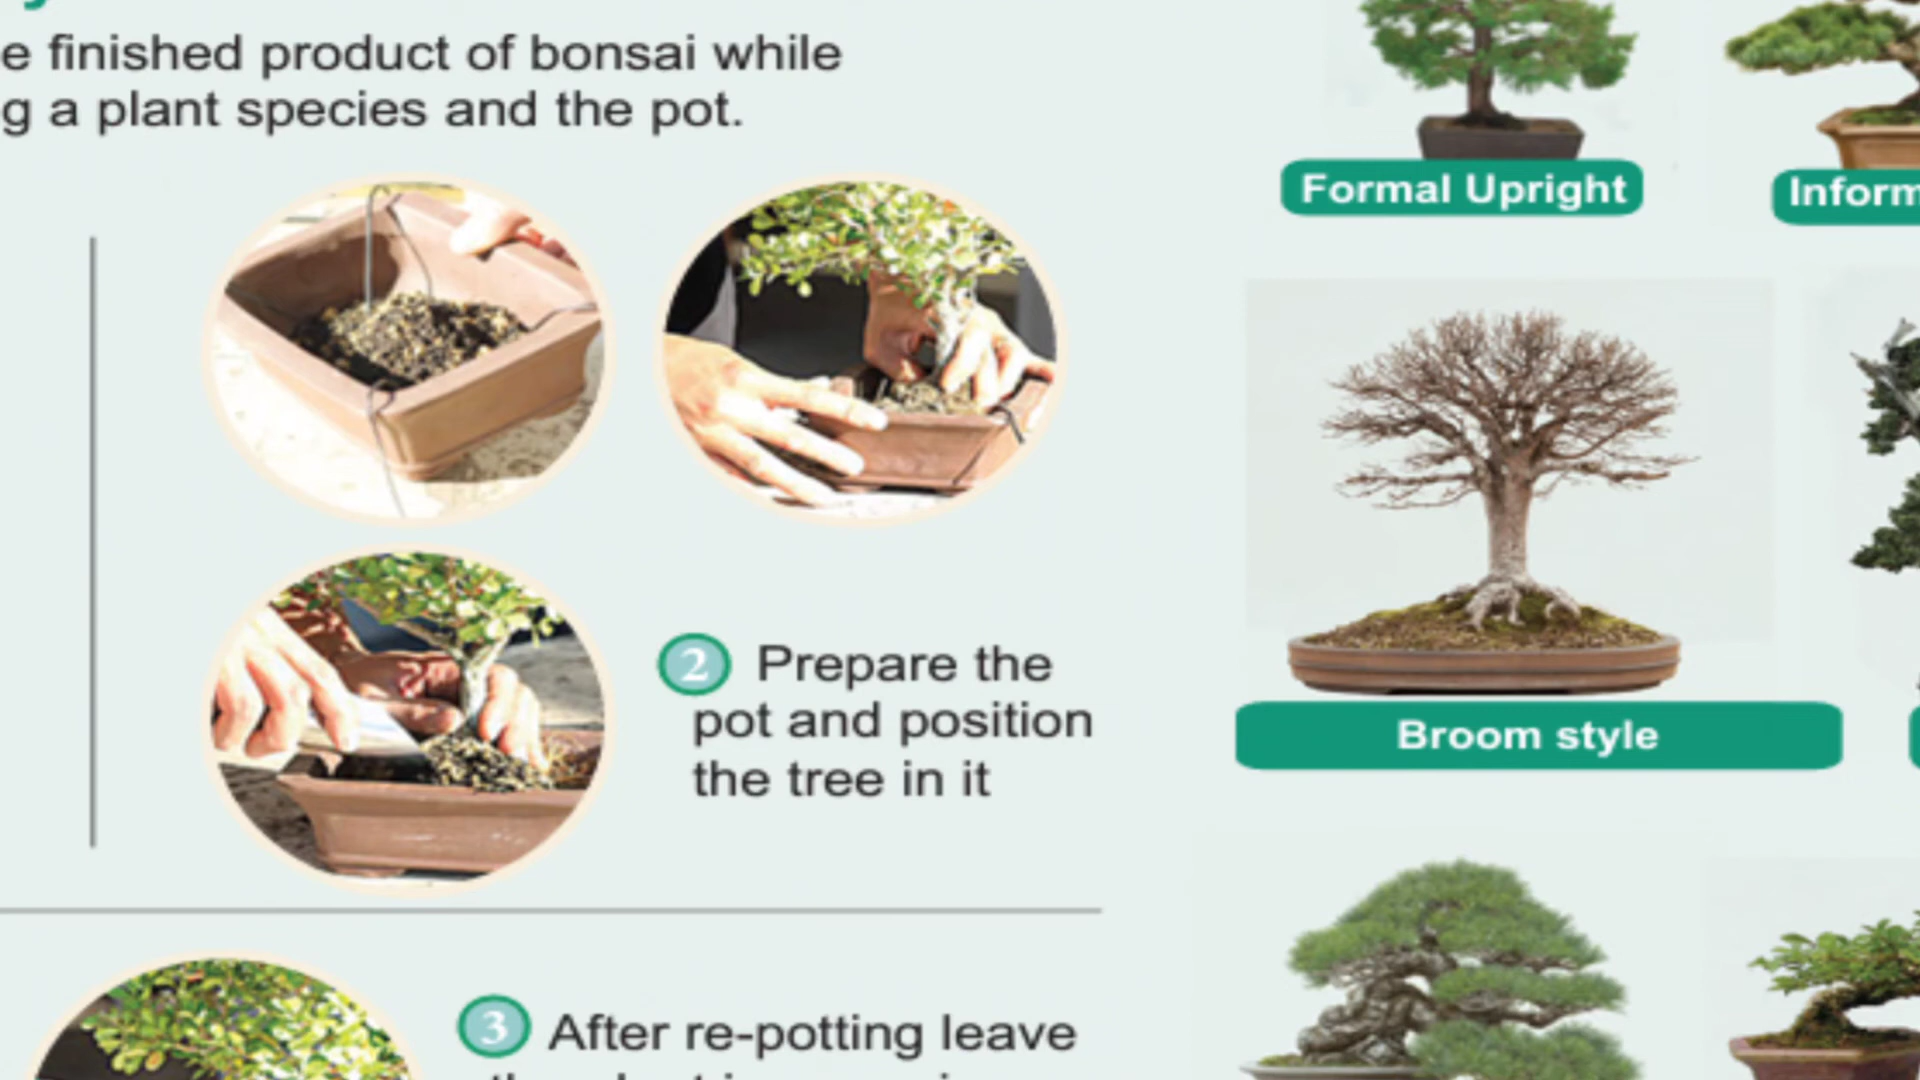 finished product of bonsai while
a plant species and the pot.
Formal Upright
2 Prepare the
pot and position
the tree in it
Broom style
3 After re-potting leave